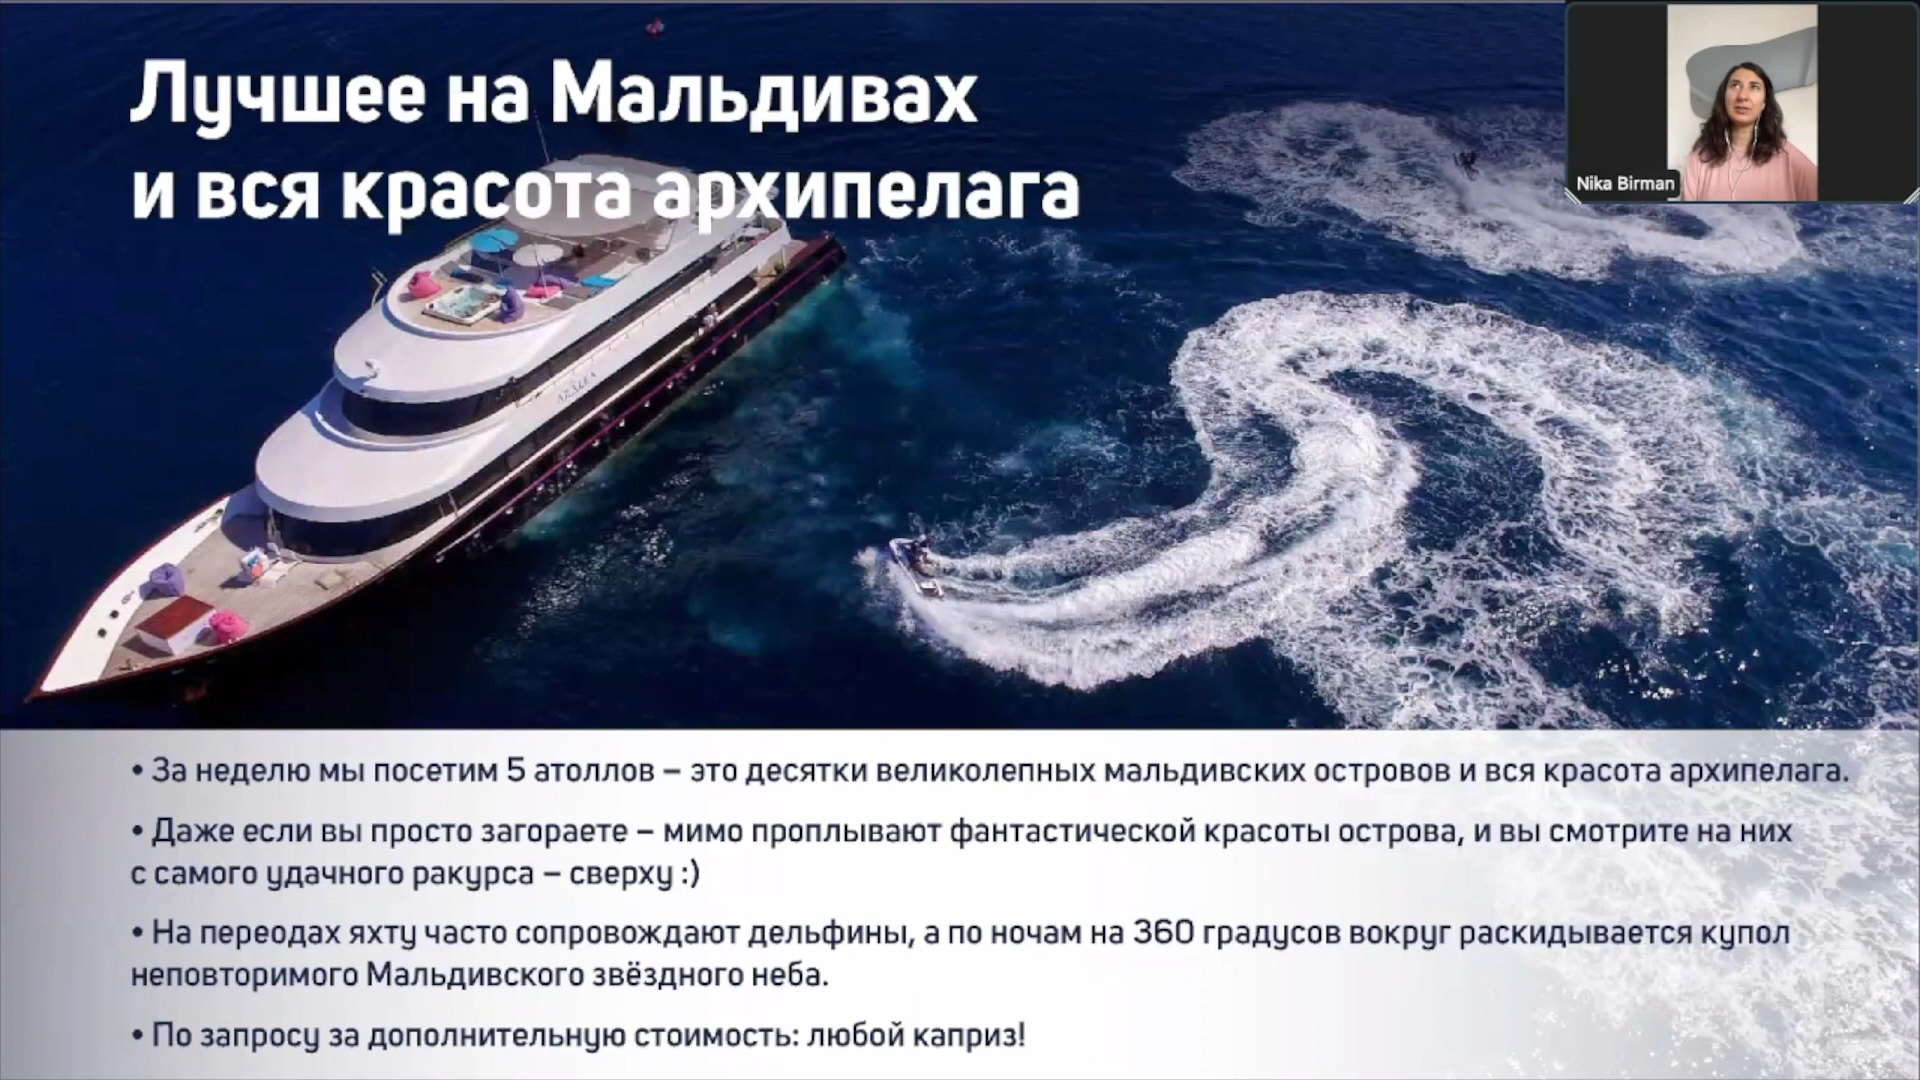 Лучшее на Мальдивах
и вся красота архипелага
Nika Birman
• За неделю мы посетим 5 атоллов – это десятки великолепных мальдивских островов и вся красота архипелага.
• Даже если вы просто загораете – мимо проплывают фантастической красоты острова, и вы смотрите на них
с самого удачного ракурса – сверху :)
• На переодах яхту часто сопровождают дельфины, а по ночам на 360 градусов вокруг раскидывается купол
неповторимого Мальдивского звёздного неба.
• По запросу за дополнительную стоимость: любой каприз!